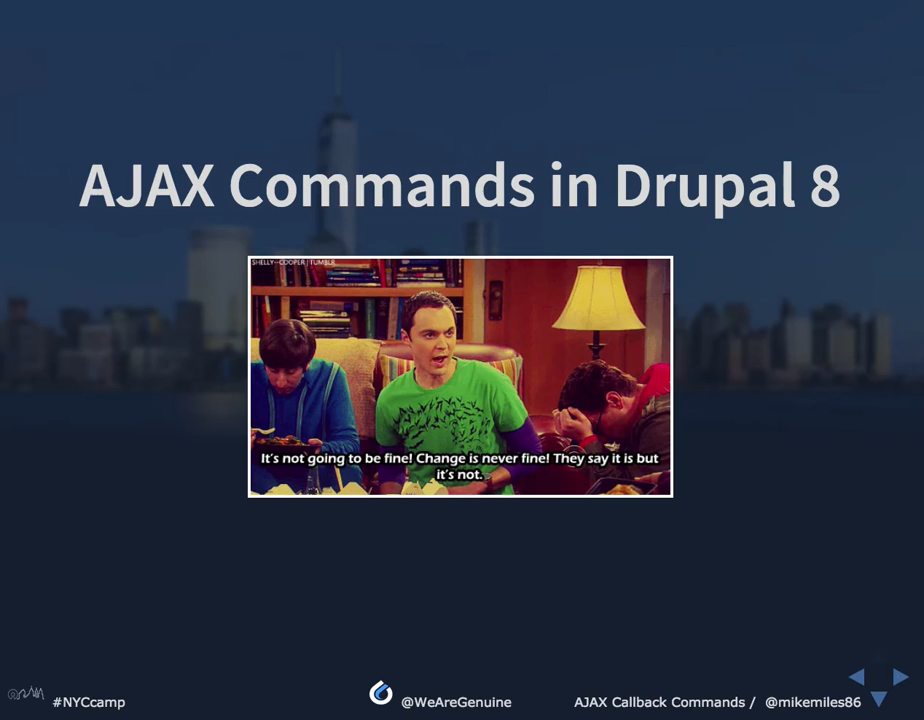 AJAX Commands in Drupal 8
SHELLY--COOPER | TUMBLR
It's not going to be fine! Change is never fine! They say it is but
it's not.
#NYCcamp
@WeAreGenuine
AJAX Callback Commands / @mikemiles86